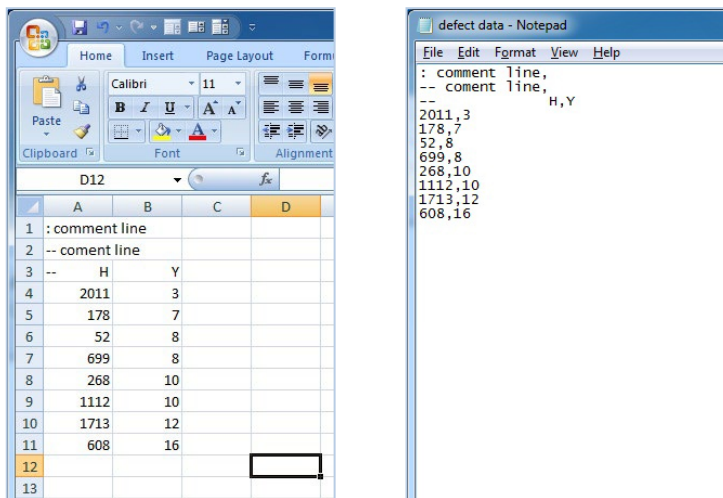 Home Insert Page Layout Form
Calibri 11
B I U A A
Paste
A
Clipboard Font Alignment
D12 fx
A B C D
1 : comment line
2 -- coment line
3 -- H Y
4 2011 3
5 178 7
6 52 8
7 699 8
8 268 10
9 1112 10
10 1713 12
11 608 16
12
13
defect data - Notepad
File Edit Format View Help
: comment line,
-- coment line,
-- H,Y
2011,3
178,7
52,8
699,8
268,10
1112,10
1713,12
608,16